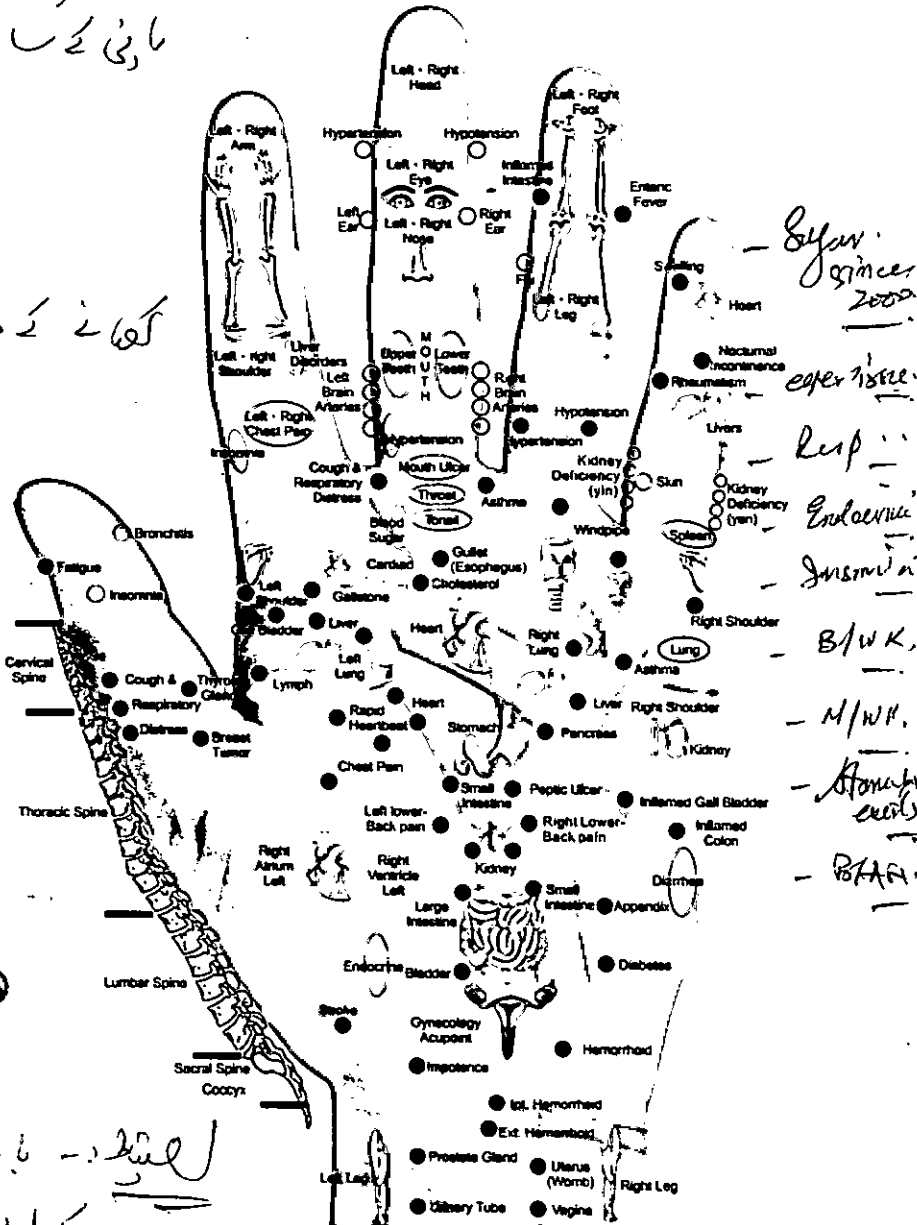 Left - Right
Head
Left - Right
Arm
Hypertension
Hypotension
Left - Right
Foot
Left - Right
Eye
Inflamed
Intestine
Enteric
Fever
Left
Ear
Left - Right
Nose
Right
Ear
Left - Right
Leg
Swelling
Heart
since
Left - right
Shoulder
Liver
Disorders
Upper
Teeth
MOUTH
Lower
Teeth
Left
Brain
Arteries
Right
Brain
Arteries
Nocturnal
Incontinence
Rheumatism
Left - Right
Chest Pain
Insomnia
Hypertension
Hypertension
Hypotension
Livers
Cough &
Respiratory
Distress
Mouth Ulcer
Throat
Tonsil
Asthma
Kidney
Deficiency
(yin)
Skin
Kidney
Deficiency
(yen)
Resp
Bronchitis
Blood
Sugar
Windpipe
Spleen
Fatigue
Insomnia
Cardiad
Gullet
(Esophegus)
Cholesterol
Left
Shoulder
Gallstone
Right Shoulder
Bladder
Liver
Heart
Right
Lung
Lung
B/WK.
Cervical
Spine
Cough &
Respiratory
Distress
Thyroid
Gland
Lymph
Left
Lung
Asthma
Breast
Tumor
Rapid
Heartbeat
Heart
Stomach
Liver
Right Shoulder
Pancreas
Kidney
M/WK.
Chest Pain
Small
Intestine
Peptic Ulcer
Inflamed Gall Bladder
Thoracic Spine
Left lower-
Back pain
Right Lower-
Back pain
Inflamed
Colon
Right
Atrium
Left
Right
Ventricle
Left
Kidney
Diarrhea
Large
Intestine
Small
Intestine
Appendix
Lumbar Spine
Endocrine
Bladder
Diabetes
Stroke
Gynecology
Acupoint
Hemorrhoid
Sacral Spine
Coccyx
Impotence
Int. Hemorrhoid
Ext. Hemorrhoid
Prostate Gland
Left Leg
Uterus
(Womb)
Right Leg
Urinary Tube
Vagina